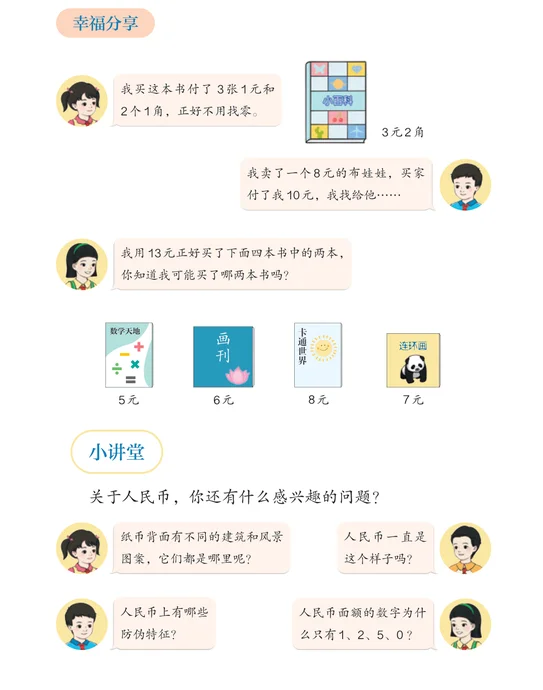 幸福分享
我买这本书付了3张1元和
2个1角，正好不用找零。
小百科
3元2角
我卖了一个8元的布娃娃，买家
付了我10元，我找给他……
我用13元正好买了下面四本书中的两本，
你知道我可能买了哪两本书吗？
数学天地
画刊
卡通世界
连环画
5元
6元
8元
7元
小讲堂
关于人民币，你还有什么感兴趣的问题？
纸币背面有不同的建筑和风景
图案，它们都是哪里呢？
人民币一直是
这个样子吗？
人民币上有哪些
防伪特征？
人民币面额的数字为什
么只有1、2、5、0？